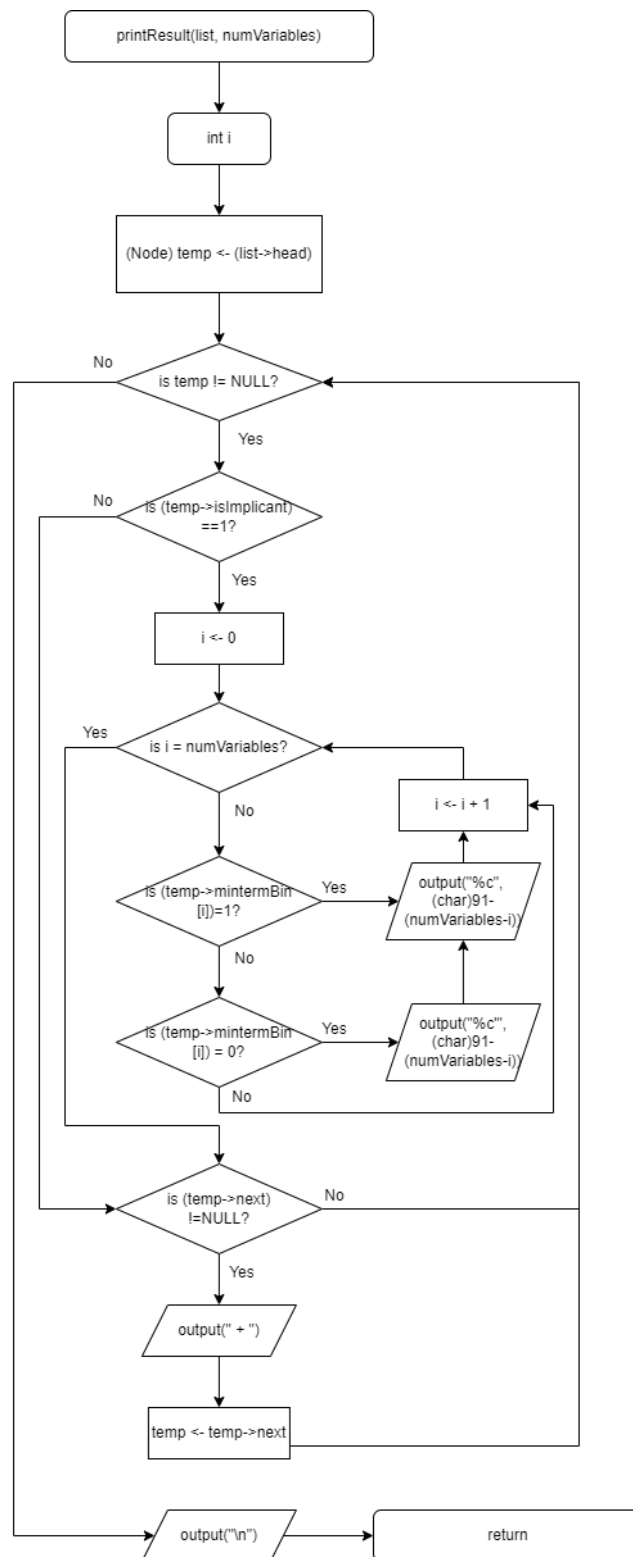 printResult(list, numVariables)
int i
(Node) temp <- (list->head)
No
is temp != NULL?
Yes
No
is (temp->isImplicant)
==1?
Yes
i <- 0
Yes
is i = numVariables?
i <- i + 1
No
is (temp->mintermBin
[i])=1?
Yes
output("%c",
(char)91-
(numVariables-i))
No
is (temp->mintermBin
[i]) = 0?
Yes
output("%c'",
(char)91-
(numVariables-i))
No
is (temp->next)
!=NULL?
No
Yes
output(" + ")
temp <- temp->next
output("\n")
return